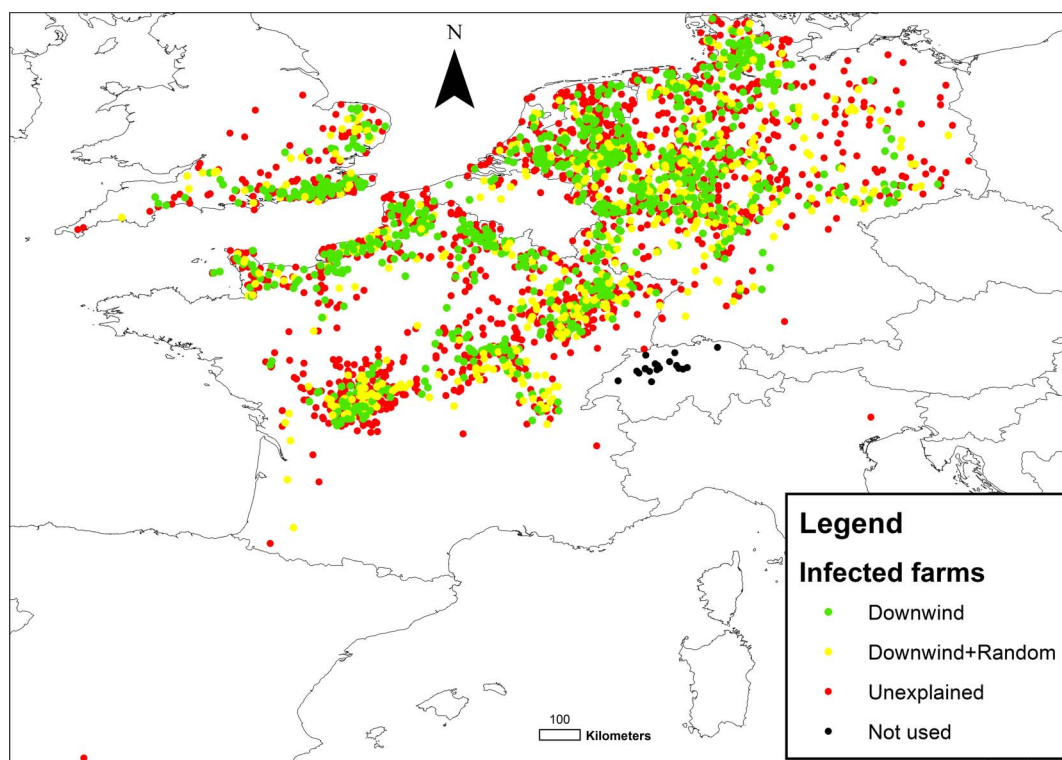 N
100
Kilometers
Legend
Infected farms
Downwind
Downwind+Random
Unexplained
Not used